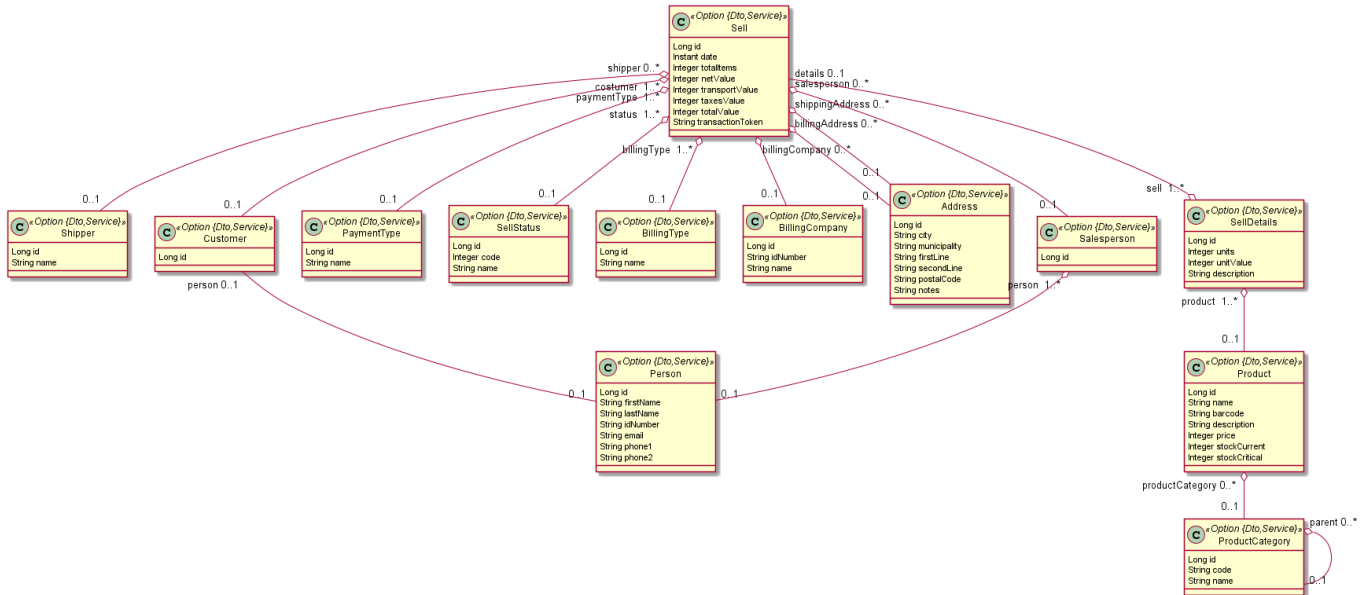 C «Option {Dto,Service}»
Sell
Long id
Instant date
Integer totalItems
Integer netValue
Integer transportValue
Integer taxesValue
Integer totalValue
String transactionToken
shipper 0..*
costumer 1..*
paymentType 1..*
status 1..*
billingType 1..*
billingCompany 0..*
details 0..1
salesperson 0..*
shippingAddress 0..*
billingAddress 0..*
0..1
0..1
0..1
0..1
0..1
0..1
0..1
0..1
0..1
sell 1..*
C «Option {Dto,Service}»
Shipper
Long id
String name
C «Option {Dto,Service}»
Customer
Long id
C «Option {Dto,Service}»
PaymentType
Long id
String name
C «Option {Dto,Service}»
SellStatus
Long id
Integer code
String name
C «Option {Dto,Service}»
BillingType
Long id
String name
C «Option {Dto,Service}»
BillingCompany
Long id
String idNumber
String name
C «Option {Dto,Service}»
Address
Long id
String city
String municipality
String firstLine
String secondLine
String postalCode
String notes
C «Option {Dto,Service}»
Salesperson
Long id
C «Option {Dto,Service}»
SellDetails
Long id
Integer units
Integer unitValue
String description
person 0..1
person 1..*
product 1..*
0..1
0..1
0..1
C «Option {Dto,Service}»
Person
Long id
String firstName
String lastName
String idNumber
String email
String phone1
String phone2
C «Option {Dto,Service}»
Product
Long id
String name
String barcode
String description
Integer price
Integer stockCurrent
Integer stockCritical
productCategory 0..*
0..1
C «Option {Dto,Service}»
ProductCategory
Long id
String code
String name
parent 0..*
0..1